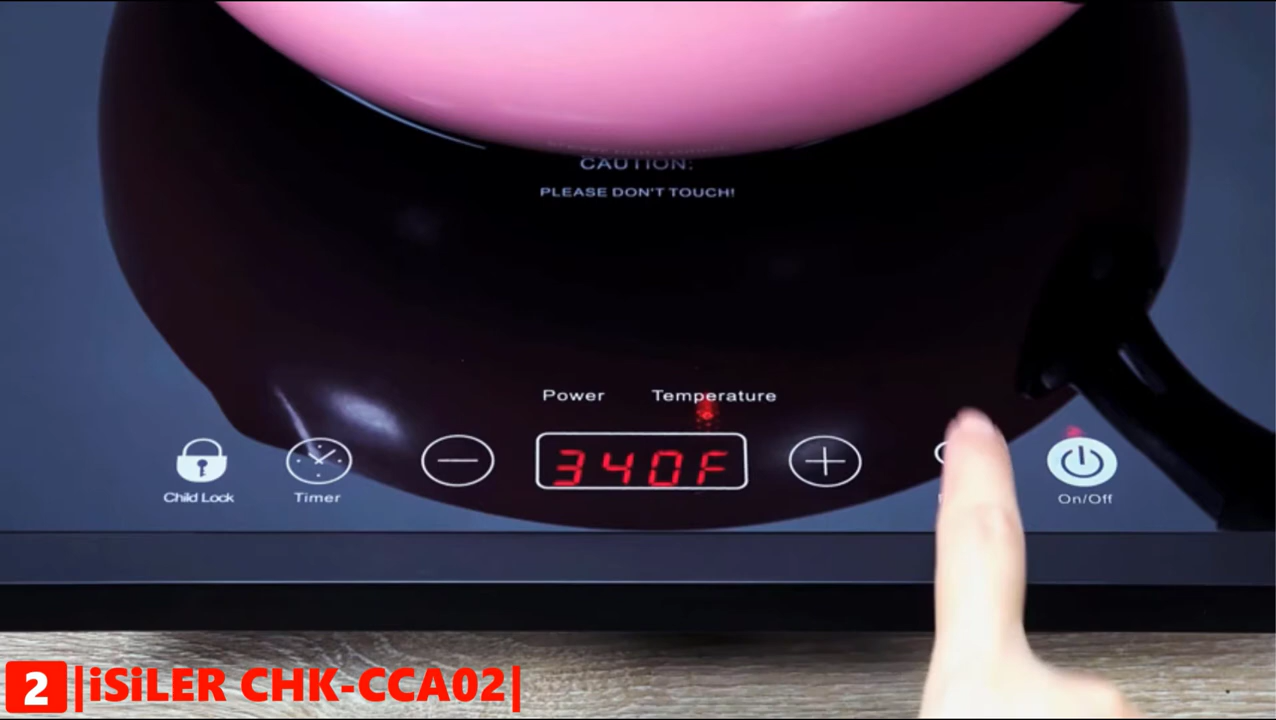 CAUTION:
PLEASE DON'T TOUCH!
Power Temperature
340F
Child Lock
Timer
On/Off
2 |iSiLER CHK-CCA02|